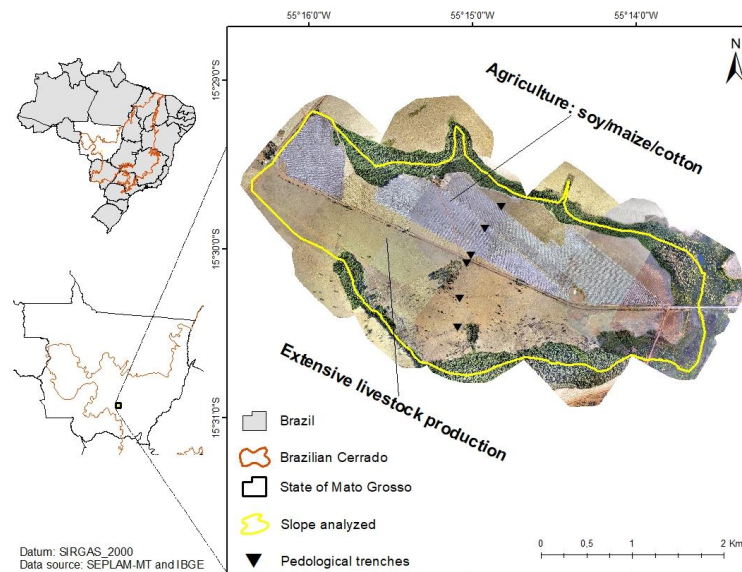 55°16'0"W
55°15'0"W
55°14'0"W
N
15°29'0"S
15°30'0"S
15°31'0"S
Agriculture: soy/maize/cotton
Extensive livestock production
Brazil
Brazilian Cerrado
State of Mato Grosso
Slope analyzed
Pedological trenches
0 0,5 1 2 Km
Datum: SIRGAS_2000
Data source: SEPLAM-MT and IBGE